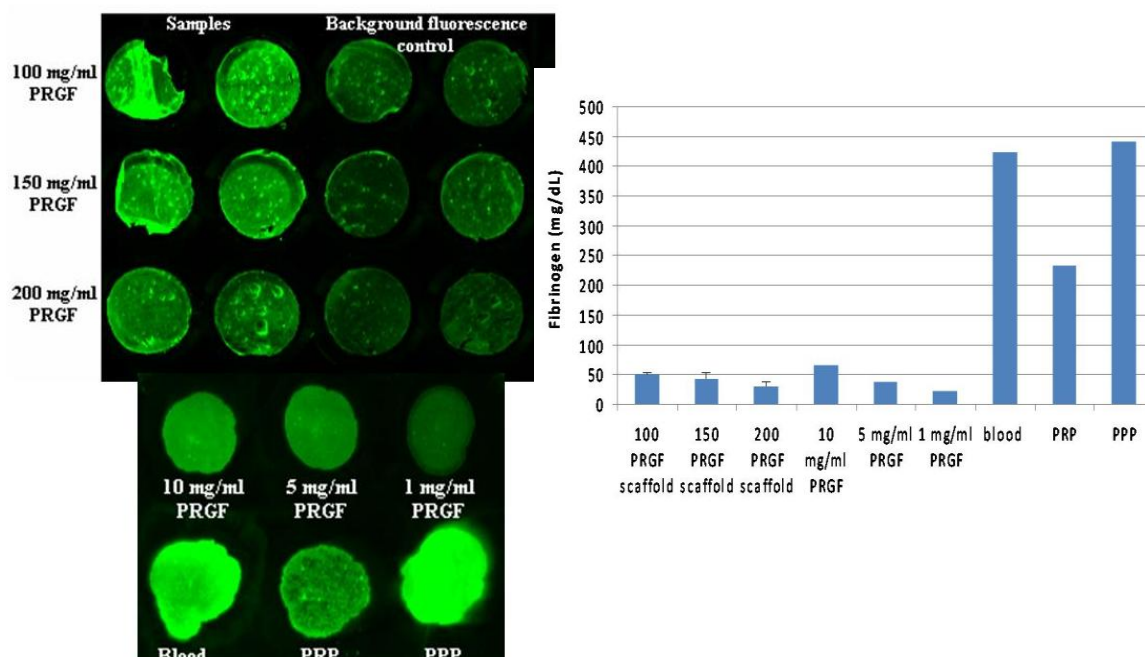 Samples
Background fluorescence
control
100 mg/ml
PRGF
150 mg/ml
PRGF
200 mg/ml
PRGF
10 mg/ml
PRGF
5 mg/ml
PRGF
1 mg/ml
PRGF
Blood
PRP
PPP
Fibrinogen (mg/dL)
500
450
400
350
300
250
200
150
100
50
0
100
PRGF
scaffold
150
PRGF
scaffold
200
PRGF
scaffold
10
mg/ml
PRGF
5 mg/ml
PRGF
1 mg/ml
PRGF
blood
PRP
PPP